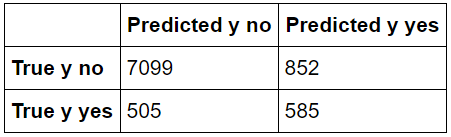 Predicted y no Predicted y yes
True y no 7099 852
True y yes 505 585